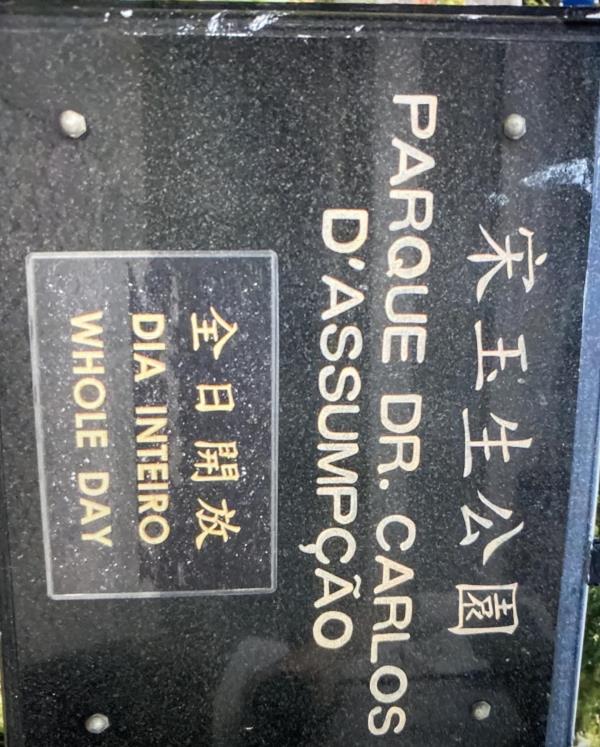 宋玉生公園
PARQUE DR. CARLOS
D'ASSUMPÇÃO
全日開放
DIA INTEIRO
WHOLE DAY